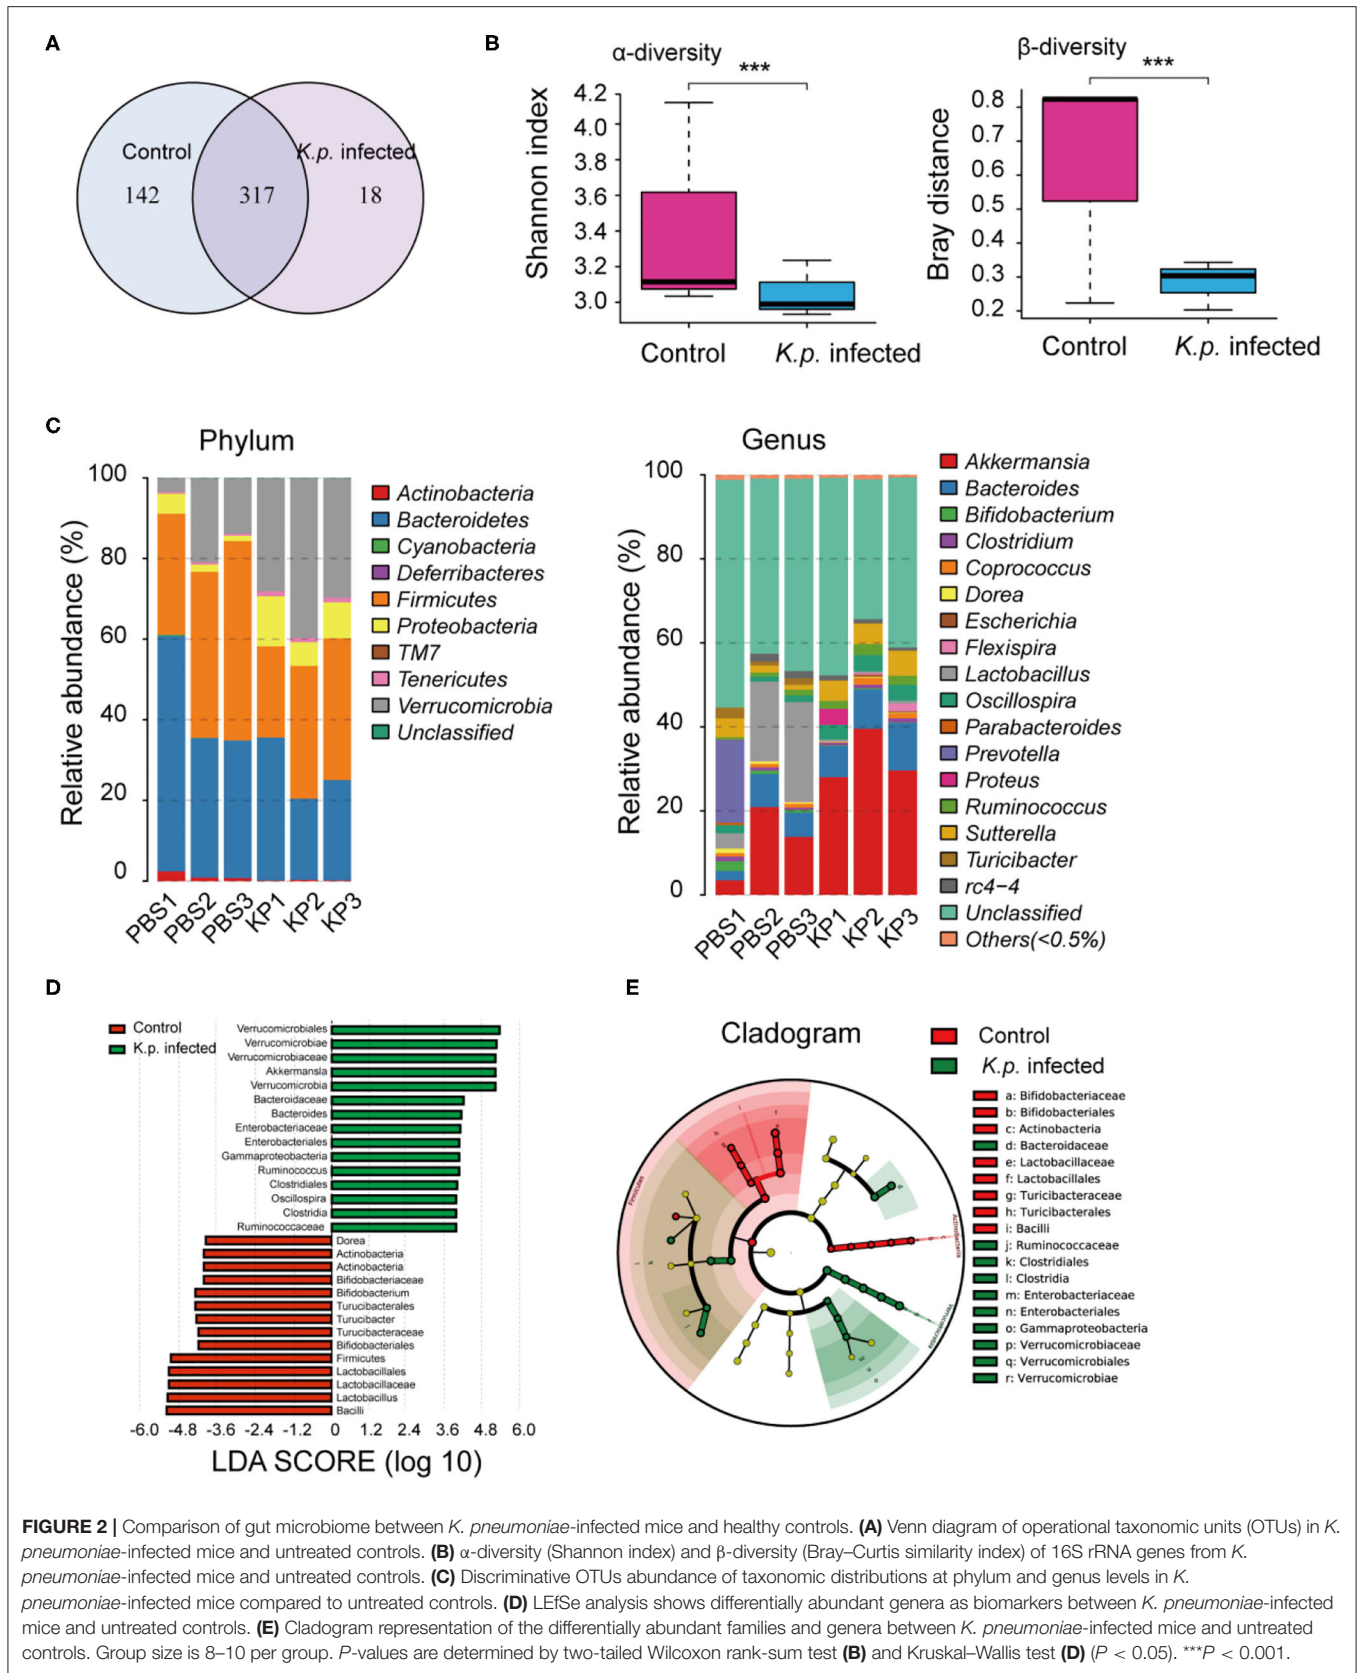 A
Control
K.p. infected
142
317
18
B
α-diversity
***
Shannon index
4.2
4.0
3.8
3.6
3.4
3.2
3.0
Control
K.p. infected
β-diversity
***
Bray distance
0.8
0.7
0.6
0.5
0.4
0.3
0.2
Control
K.p. infected
C
Phylum
Relative abundance (%)
100
80
60
40
20
0
PBS1
PBS2
PBS3
KP1
KP2
KP3
Actinobacteria
Bacteroidetes
Cyanobacteria
Deferribacteres
Firmicutes
Proteobacteria
TM7
Tenericutes
Verrucomicrobia
Unclassified
Genus
Relative abundance (%)
100
80
60
40
20
0
PBS1
PBS2
PBS3
KP1
KP2
KP3
Akkermansia
Bacteroides
Bifidobacterium
Clostridium
Coprococcus
Dorea
Escherichia
Flexispira
Lactobacillus
Oscillospira
Parabacteroides
Prevotella
Proteus
Ruminococcus
Sutterella
Turicibacter
rc4−4
Unclassified
Others(<0.5%)
D
Control
K.p. infected
Verrucomicrobiales
Verrucomicrobiae
Verrucomicrobiaceae
Akkermansla
Verrucomicrobia
Bacteroidaceae
Bacteroides
Enterobacteriaceae
Enterobacteriales
Gammaproteobacteria
Ruminococcus
Clostridiales
Oscillospira
Clostridia
Ruminococcaceae
Dorea
Actinobacteria
Actinobacteria
Bifidobacteriaceae
Bifidobacterium
Turucibacterales
Turucibacter
Turucibacteraceae
Bifidobacteriales
Firmicutes
Lactobacillales
Lactobacillaceae
Lactobacillus
Bacilli
-6.0 -4.8 -3.6 -2.4 -1.2 0 1.2 2.4 3.6 4.8 6.0
LDA SCORE (log 10)
E
Cladogram
Control
K.p. infected
Firmicutes
Actinobacteria
Verrucomicrobia
a: Bifidobacteriaceae
b: Bifidobacteriales
c: Actinobacteria
d: Bacteroidaceae
e: Lactobacillaceae
f: Lactobacillales
g: Turicibacteraceae
h: Turicibacterales
i: Bacilli
j: Ruminococcaceae
k: Clostridiales
l: Clostridia
m: Enterobacteriaceae
n: Enterobacteriales
o: Gammaproteobacteria
p: Verrucomicrobiaceae
q: Verrucomicrobiales
r: Verrucomicrobiae
FIGURE 2 | Comparison of gut microbiome between K. pneumoniae-infected mice and healthy controls. (A) Venn diagram of operational taxonomic units (OTUs) in K.
pneumoniae-infected mice and untreated controls. (B) α-diversity (Shannon index) and β-diversity (Bray–Curtis similarity index) of 16S rRNA genes from K.
pneumoniae-infected mice and untreated controls. (C) Discriminative OTUs abundance of taxonomic distributions at phylum and genus levels in K.
pneumoniae-infected mice compared to untreated controls. (D) LEfSe analysis shows differentially abundant genera as biomarkers between K. pneumoniae-infected
mice and untreated controls. (E) Cladogram representation of the differentially abundant families and genera between K. pneumoniae-infected mice and untreated
controls. Group size is 8–10 per group. P-values are determined by two-tailed Wilcoxon rank-sum test (B) and Kruskal–Wallis test (D) (P < 0.05). ***P < 0.001.